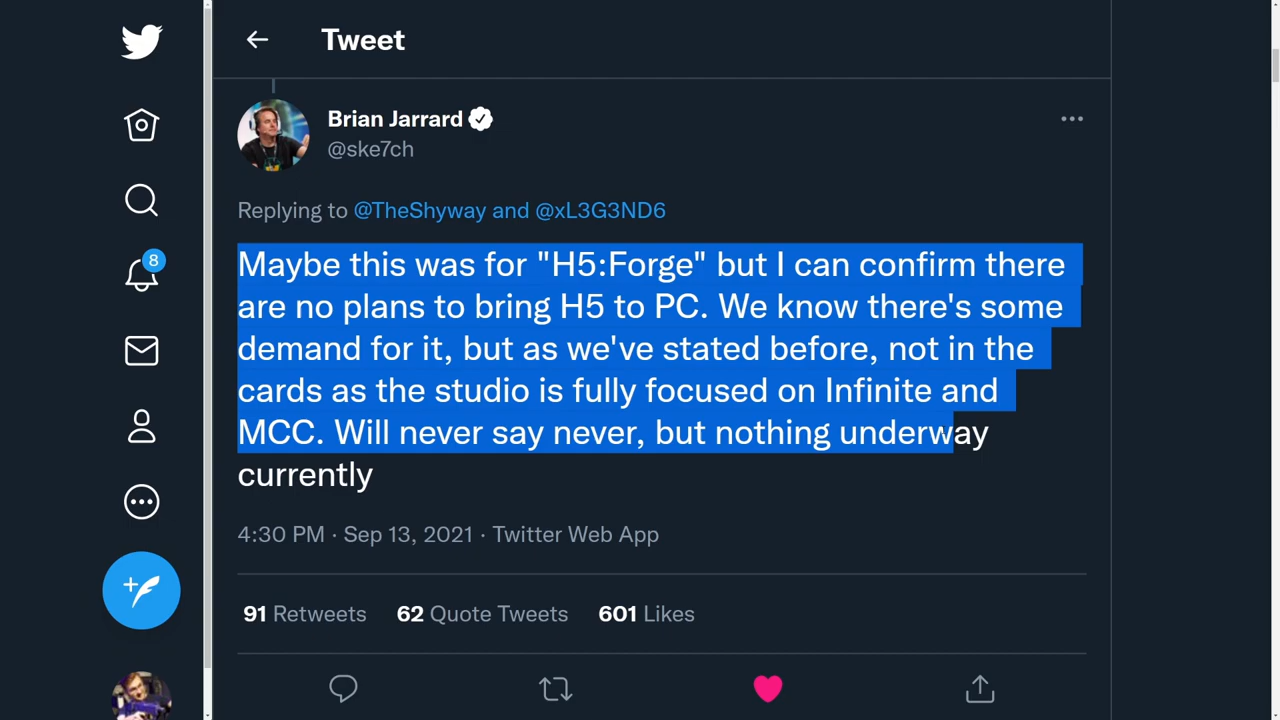 Tweet
Brian Jarrard
@ske7ch
Replying to @TheShyway and @xL3G3ND6
Maybe this was for "H5:Forge" but I can confirm there
are no plans to bring H5 to PC. We know there's some
demand for it, but as we've stated before, not in the
cards as the studio is fully focused on Infinite and
MCC. Will never say never, but nothing underway
currently
8
4:30 PM · Sep 13, 2021 · Twitter Web App
91 Retweets 62 Quote Tweets 601 Likes